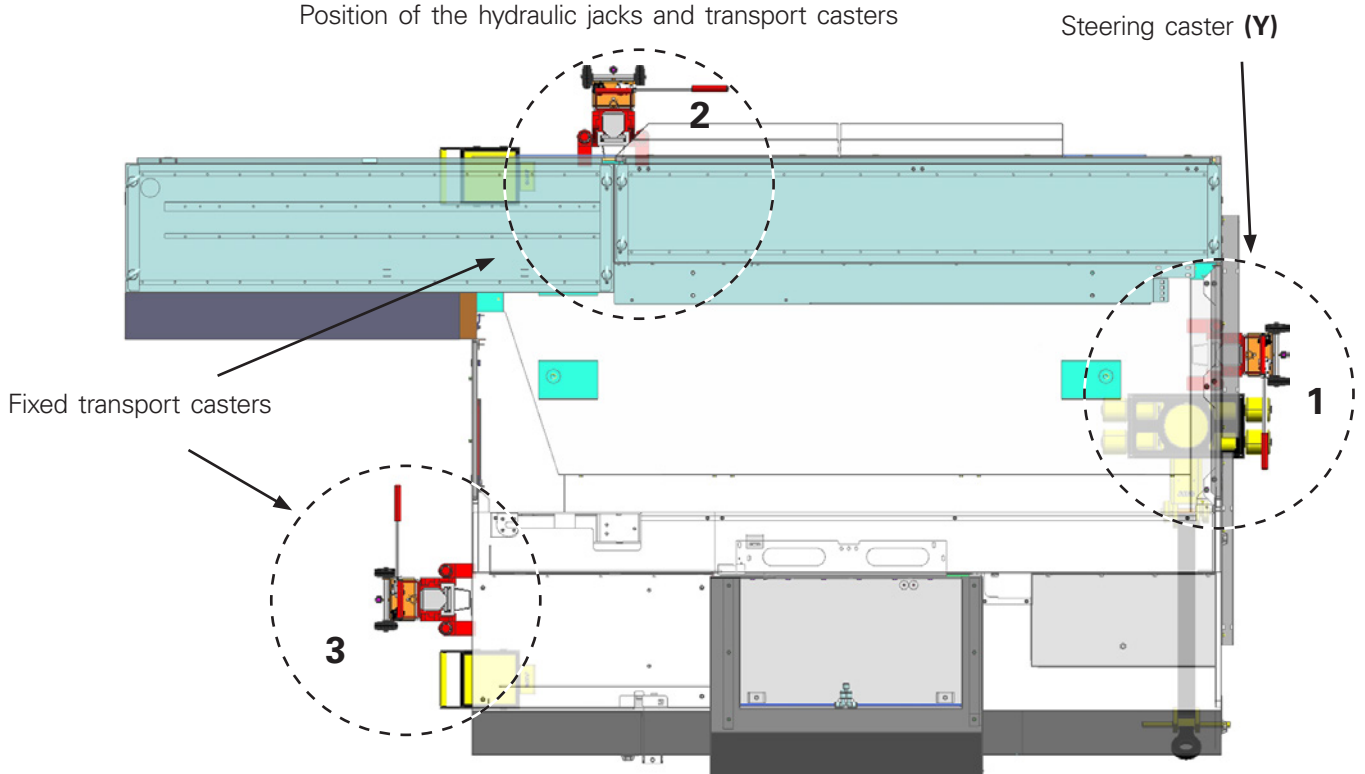 Position of the hydraulic jacks and transport casters
Steering caster (Y)
2
1
Fixed transport casters
3